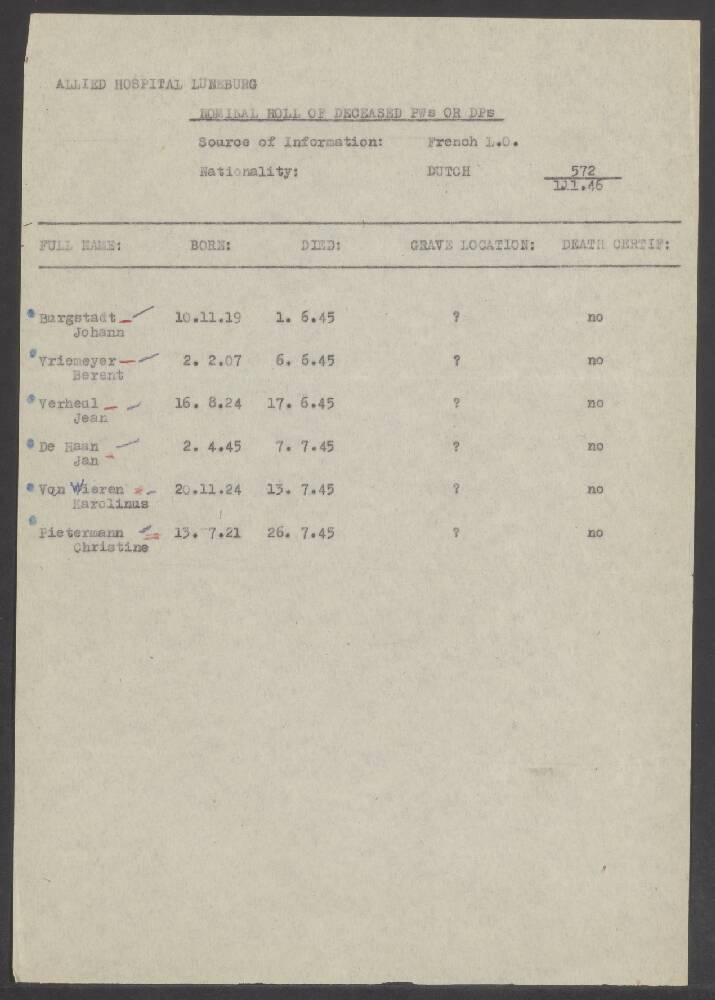 ALLIED HOSPITAL LUNEBURG
NOMINAL ROLL OF DECEASED PWs OR DPs
Source of Information: French L.O.
Nationality: DUTCH 572
111.46
FULL NAME: BORN: DIED: GRAVE LOCATION: DEATH CERTIF:
Burgstadt 10.11.19 1. 6.45 ? no
Johann
Vriemeyer 2. 2.07 6. 6.45 ? no
Berent
Verheul 16. 8.24 17. 6.45 ? no
Jean
De Haan 2. 4.45 7. 7.45 ? no
Jan
Von Wieren 20.11.24 13. 7.45 ? no
Karolinus
Pietermann 13. 7.21 26. 7.45 ? no
Christine